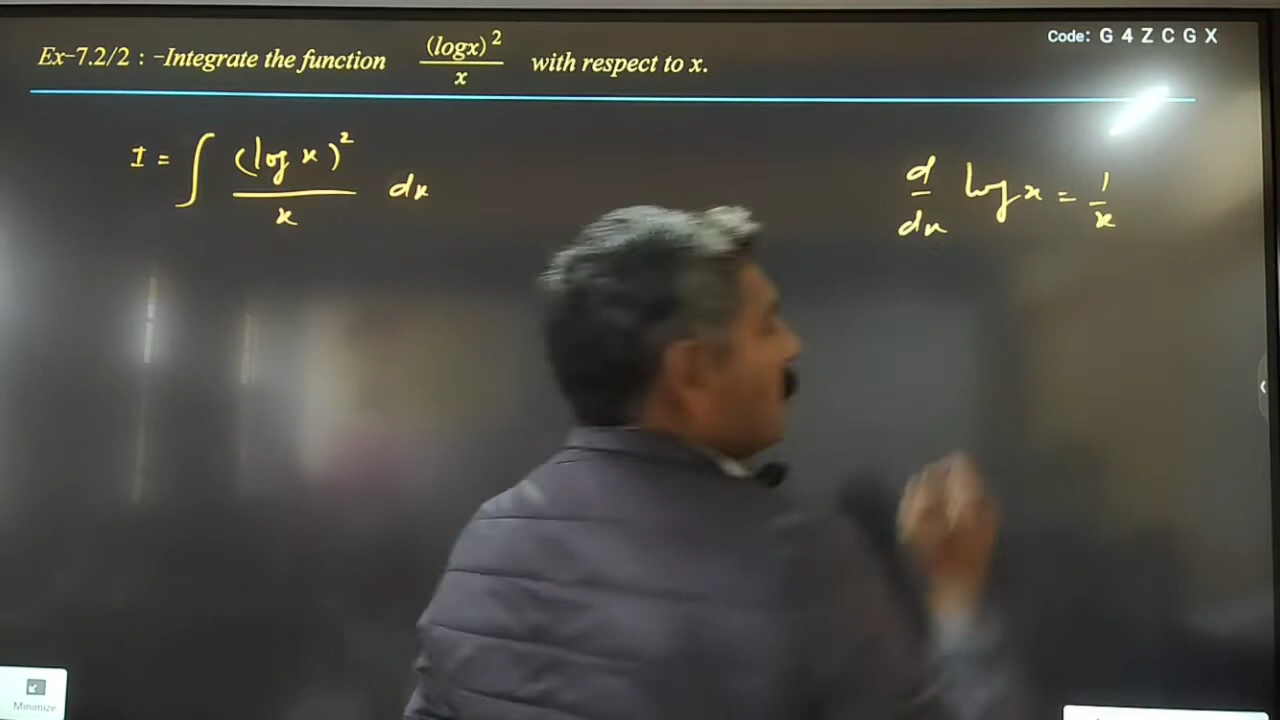 Code: G 4 Z C G X
Ex-7.2/2 : -Integrate the function (logx)² / x with respect to x.
I = ∫ (log x)² / x dx
d/dx log x = 1/x
Minimize